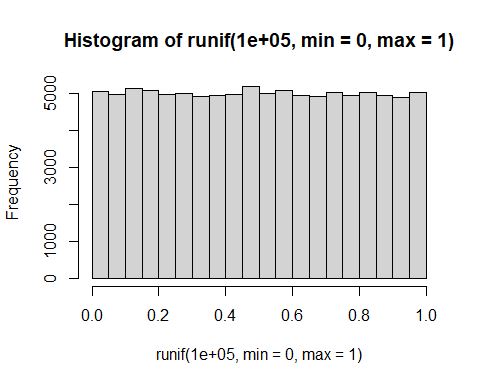 Histogram of runif(1e+05, min = 0, max = 1)
Frequency
5000
3000
1000
0
0.0 0.2 0.4 0.6 0.8 1.0
runif(1e+05, min = 0, max = 1)